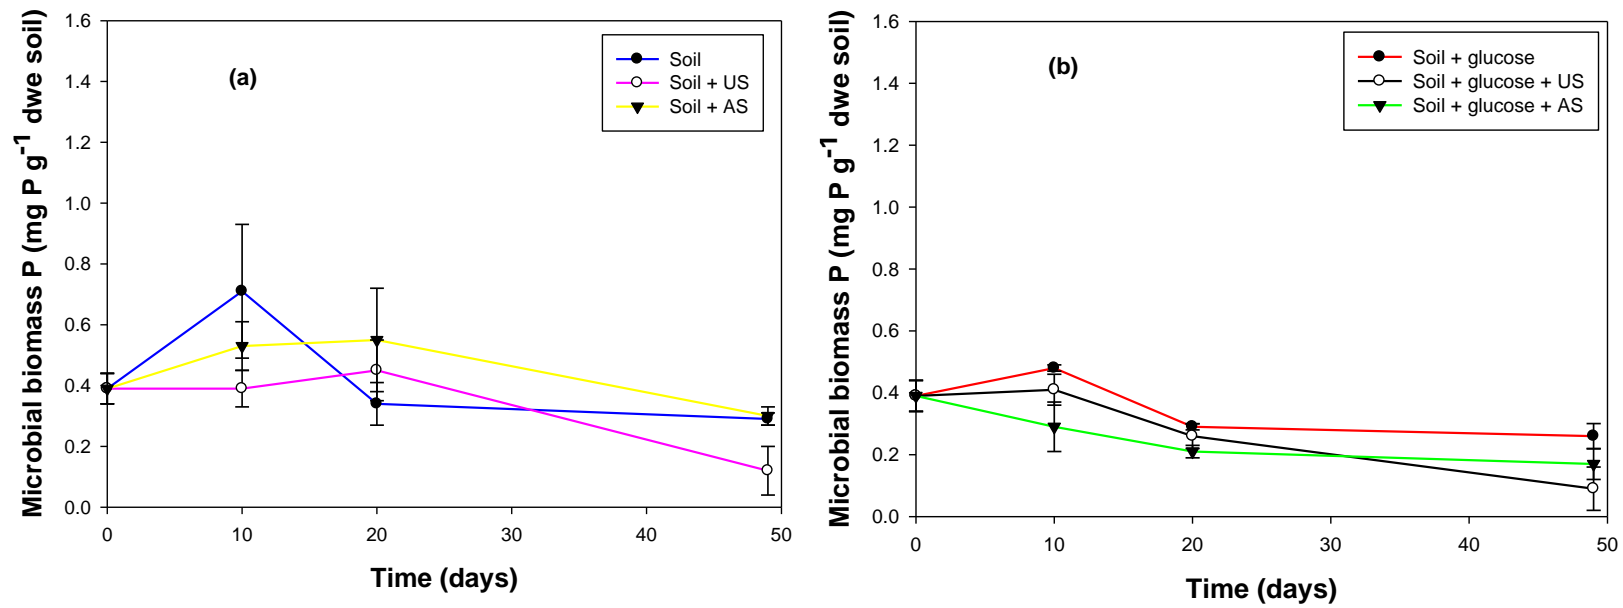 Microbial biomass P (mg P g-1 dwe soil)
1.6
1.4
1.2
1.0
0.8
0.6
0.4
0.2
0.0
(a)
Soil
Soil + US
Soil + AS
0 10 20 30 40 50
Time (days)
Microbial biomass P (mg P g-1 dwe soil)
1.6
1.4
1.2
1.0
0.8
0.6
0.4
0.2
0.0
(b)
Soil + glucose
Soil + glucose + US
Soil + glucose + AS
0 10 20 30 40 50
Time (days)